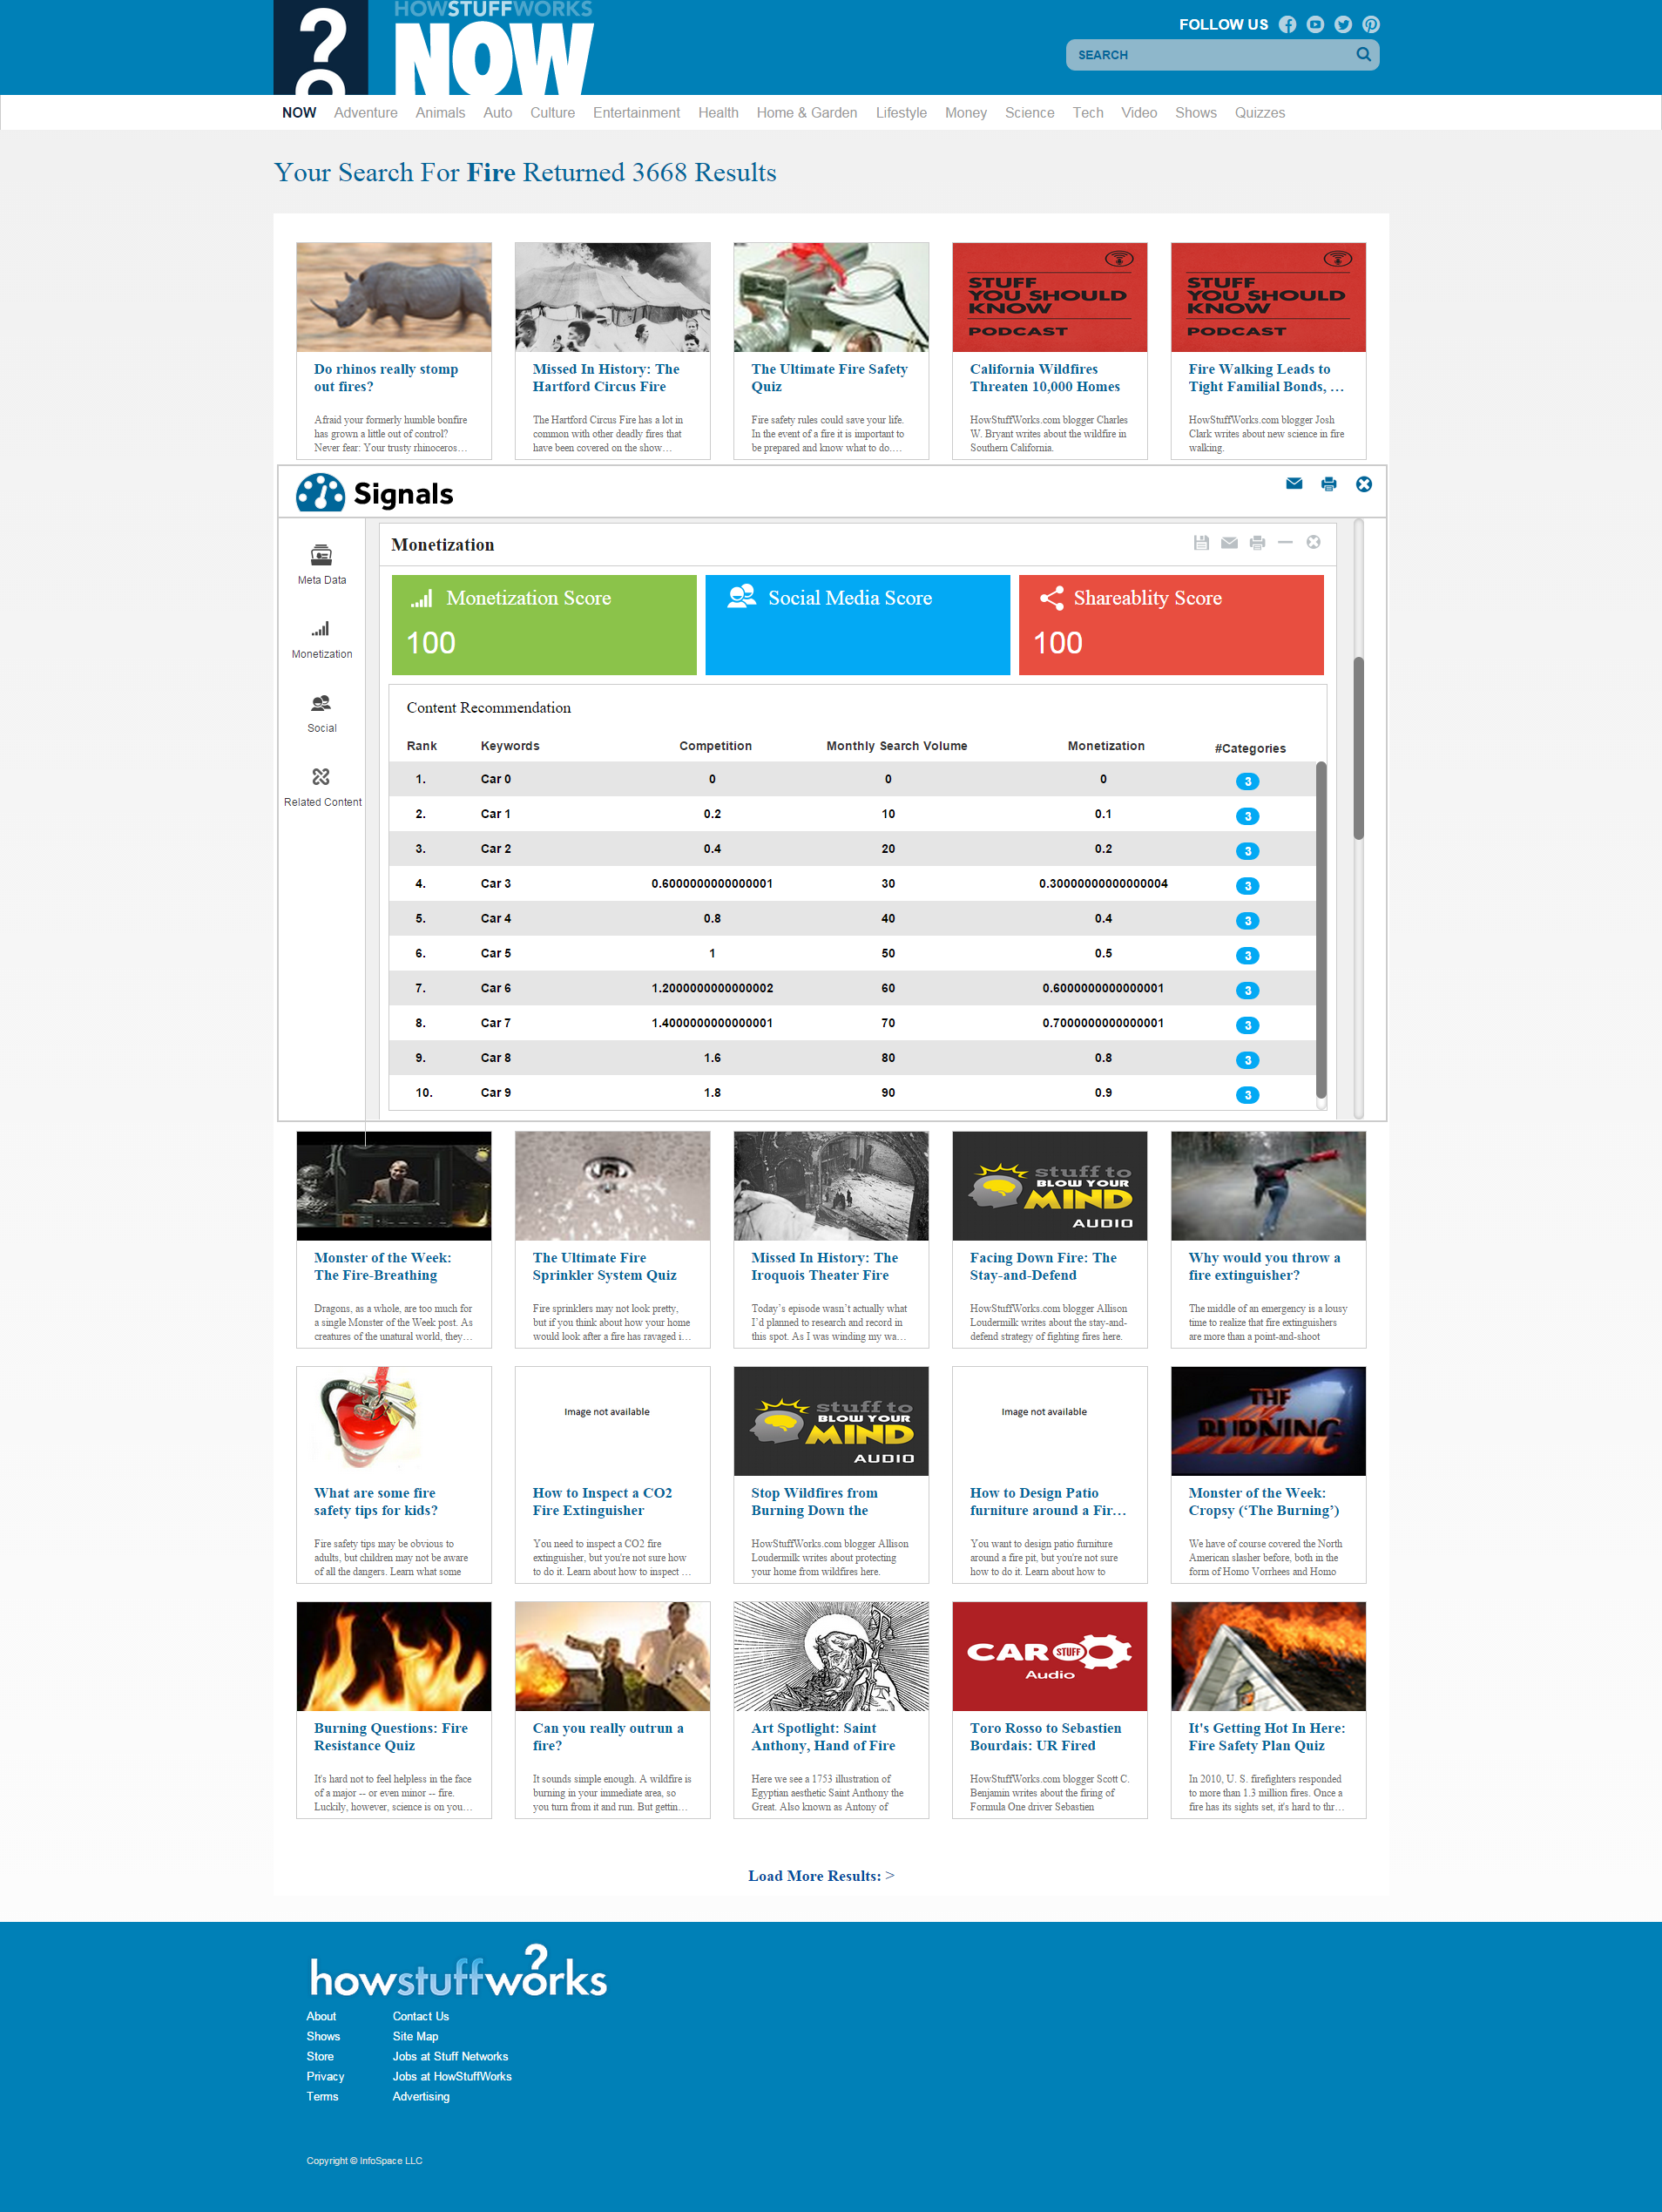 HOWSTUFFWORKS
NOW
FOLLOW US
SEARCH
NOW Adventure Animals Auto Culture Entertainment Health Home & Garden Lifestyle Money Science Tech Video Shows Quizzes
Your Search For Fire Returned 3668 Results
Do rhinos really stomp
out fires?
Afraid your formerly humble bonfire
has grown a little out of control?
Never fear: Your trusty rhinoceros…
Missed In History: The
Hartford Circus Fire
The Hartford Circus Fire has a lot in
common with other deadly fires that
have been covered on the show…
The Ultimate Fire Safety
Quiz
Fire safety rules could save your life.
In the event of a fire it is important to
be prepared and know what to do.…
STUFF
YOU SHOULD
KNOW
PODCAST
California Wildfires
Threaten 10,000 Homes
HowStuffWorks.com blogger Charles
W. Bryant writes about the wildfire in
Southern California.
STUFF
YOU SHOULD
KNOW
PODCAST
Fire Walking Leads to
Tight Familial Bonds, …
HowStuffWorks.com blogger Josh
Clark writes about new science in fire
walking.
Signals
Meta Data
Monetization
Social
Related Content
Monetization
Monetization Score
100
Social Media Score
Shareablity Score
100
Content Recommendation
Rank Keywords Competition Monthly Search Volume Monetization #Categories
1. Car 0 0 0 0 3
2. Car 1 0.2 10 0.1 3
3. Car 2 0.4 20 0.2 3
4. Car 3 0.6000000000000001 30 0.30000000000000004 3
5. Car 4 0.8 40 0.4 3
6. Car 5 1 50 0.5 3
7. Car 6 1.2000000000000002 60 0.6000000000000001 3
8. Car 7 1.4000000000000001 70 0.7000000000000001 3
9. Car 8 1.6 80 0.8 3
10. Car 9 1.8 90 0.9 3
Monster of the Week:
The Fire-Breathing
Dragons, as a whole, are too much for
a single Monster of the Week post. As
creatures of the unatural world, they…
The Ultimate Fire
Sprinkler System Quiz
Fire sprinklers may not look pretty,
but if you think about how your home
would look after a fire has ravaged i…
Missed In History: The
Iroquois Theater Fire
Today's episode wasn't actually what
I'd planned to research and record in
this spot. As I was winding my wa…
stuff to
BLOW YOUR
MIND
AUDIO
Facing Down Fire: The
Stay-and-Defend
HowStuffWorks.com blogger Allison
Loudermilk writes about the stay-and-
defend strategy of fighting fires here.
Why would you throw a
fire extinguisher?
The middle of an emergency is a lousy
time to realize that fire extinguishers
are more than a point-and-shoot
What are some fire
safety tips for kids?
Fire safety tips may be obvious to
adults, but children may not be aware
of all the dangers. Learn what some
Image not available
How to Inspect a CO2
Fire Extinguisher
You need to inspect a CO2 fire
extinguisher, but you're not sure how
to do it. Learn about how to inspect …
stuff to
BLOW YOUR
MIND
AUDIO
Stop Wildfires from
Burning Down the
HowStuffWorks.com blogger Allison
Loudermilk writes about protecting
your home from wildfires here.
Image not available
How to Design Patio
furniture around a Fir…
You want to design patio furniture
around a fire pit, but you're not sure
how to do it. Learn about how to
THE
BURNING
Monster of the Week:
Cropsy ('The Burning')
We have of course covered the North
American slasher before, both in the
form of Homo Vorrhees and Homo
Burning Questions: Fire
Resistance Quiz
It's hard not to feel helpless in the face
of a major -- or even minor -- fire.
Luckily, however, science is on you…
Can you really outrun a
fire?
It sounds simple enough. A wildfire is
burning in your immediate area, so
you turn from it and run. But gettin…
Art Spotlight: Saint
Anthony, Hand of Fire
Here we see a 1753 illustration of
Egyptian aesthetic Saint Anthony the
Great. Also known as Antony of
CAR STUFF
Audio
Toro Rosso to Sebastien
Bourdais: UR Fired
HowStuffWorks.com blogger Scott C.
Benjamin writes about the firing of
Formula One driver Sebastien
It's Getting Hot In Here:
Fire Safety Plan Quiz
In 2010, U. S. firefighters responded
to more than 1.3 million fires. Once a
fire has its sights set, it's hard to thr…
Load More Results: >
howstuffworks
About
Shows
Store
Privacy
Terms
Contact Us
Site Map
Jobs at Stuff Networks
Jobs at HowStuffWorks
Advertising
Copyright © InfoSpace LLC